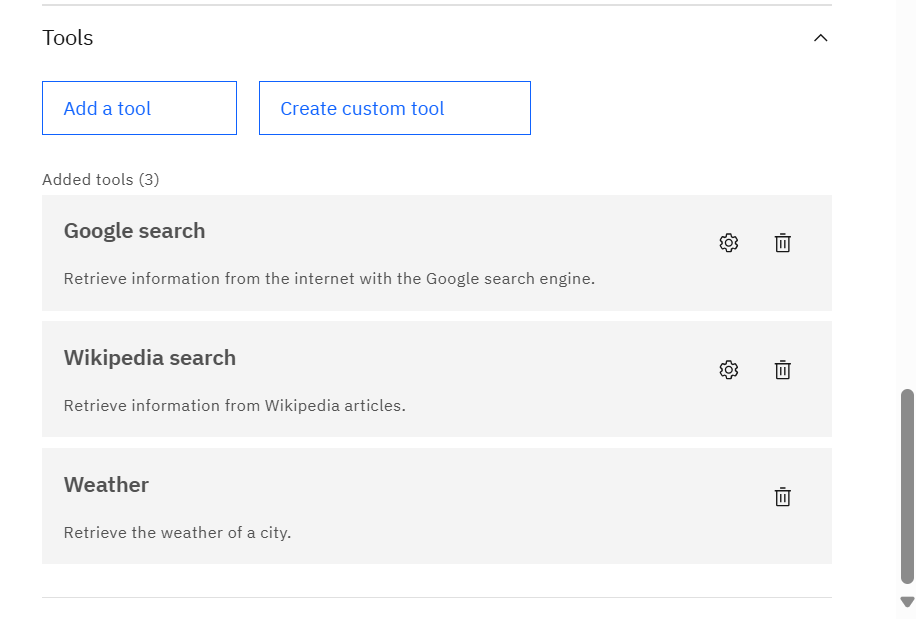 Tools
Add a tool
Create custom tool
Added tools (3)
Google search
Retrieve information from the internet with the Google search engine.
Wikipedia search
Retrieve information from Wikipedia articles.
Weather
Retrieve the weather of a city.